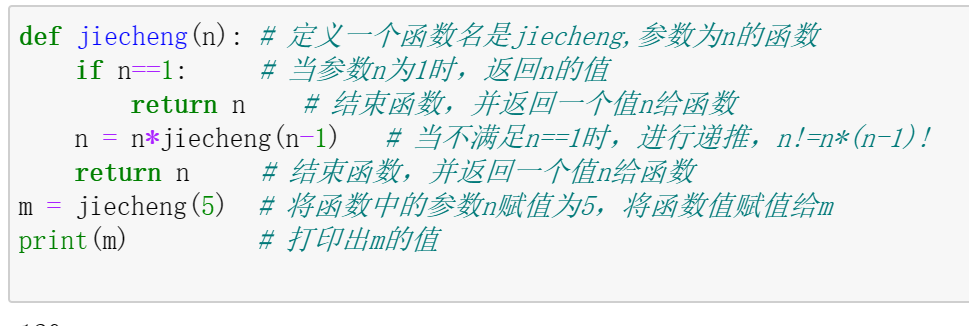 def jiecheng(n): # 定义一个函数名是jiecheng,参数为n的函数
    if n==1:     # 当参数n为1时，返回n的值
        return n    # 结束函数，并返回一个值n给函数
    n = n*jiecheng(n-1)   # 当不满足n==1时，进行递推，n!=n*(n-1)!
    return n     # 结束函数，并返回一个值n给函数
m = jiecheng(5)  # 将函数中的参数n赋值为5，将函数值赋值给m
print(m)         # 打印出m的值